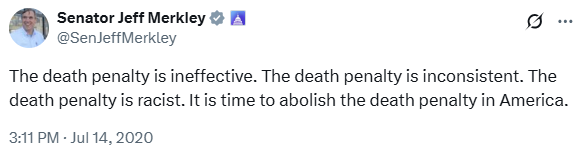 Senator Jeff Merkley
@SenJeffMerkley
The death penalty is ineffective. The death penalty is inconsistent. The
death penalty is racist. It is time to abolish the death penalty in America.
3:11 PM · Jul 14, 2020